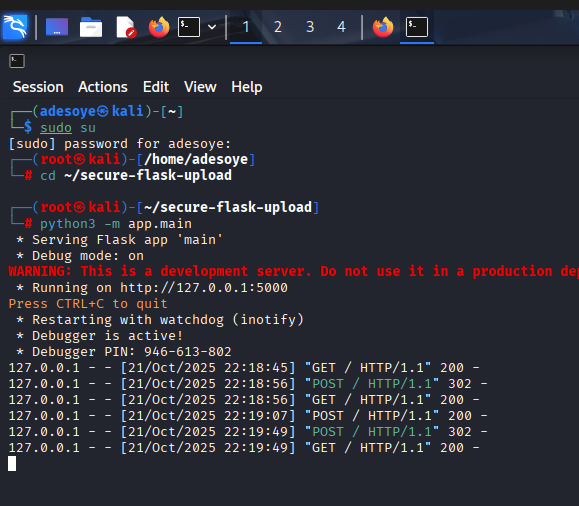 1 2 3 4
Session Actions Edit View Help
┌──(adesoye㉿kali)-[~]
└─$ sudo su
[sudo] password for adesoye:
┌──(root㉿kali)-[/home/adesoye]
└─# cd ~/secure-flask-upload
┌──(root㉿kali)-[~/secure-flask-upload]
└─# python3 -m app.main
* Serving Flask app 'main'
* Debug mode: on
WARNING: This is a development server. Do not use it in a production dep
* Running on http://127.0.0.1:5000
Press CTRL+C to quit
* Restarting with watchdog (inotify)
* Debugger is active!
* Debugger PIN: 946-613-802
127.0.0.1 - - [21/Oct/2025 22:18:45] "GET / HTTP/1.1" 200 -
127.0.0.1 - - [21/Oct/2025 22:18:56] "POST / HTTP/1.1" 302 -
127.0.0.1 - - [21/Oct/2025 22:18:56] "GET / HTTP/1.1" 200 -
127.0.0.1 - - [21/Oct/2025 22:19:07] "POST / HTTP/1.1" 200 -
127.0.0.1 - - [21/Oct/2025 22:19:49] "POST / HTTP/1.1" 302 -
127.0.0.1 - - [21/Oct/2025 22:19:49] "GET / HTTP/1.1" 200 -